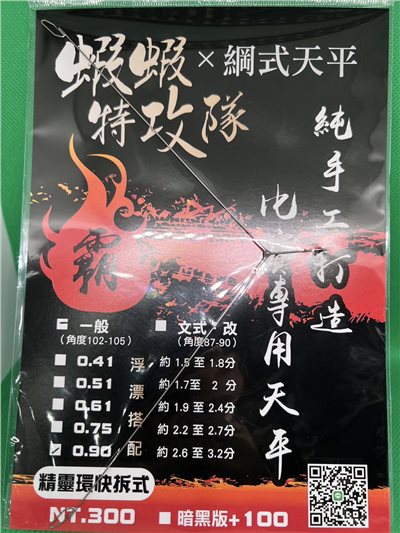 蝦蝦×綱式天平
特攻隊
純手工打造
專用天平
霸
一般
(角度102-105)
文式·改
(角度87-90)
浮漂搭配
0.41 約 1.5 至 1.8分
0.51 約 1.7至 2 分
0.61 約 1.9 至 2.4分
0.75 約 2.2 至 2.7分
0.90 約 2.6 至 3.2分
精靈環快拆式
NT.300 暗黑版+100